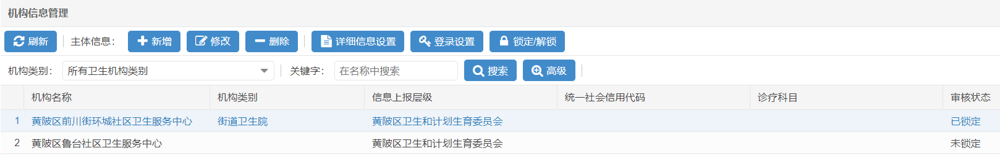 机构信息管理
刷新 主体信息： 新增 修改 删除 详细信息设置 登录设置 锁定/解锁
机构类别： 所有卫生机构类别 关键字： 在名称中搜索 搜索 高级
机构名称 机构类别 信息上报层级 统一社会信用代码 诊疗科目 审核状态
1 黄陂区前川街环城社区卫生服务中心 街道卫生院 黄陂区卫生和计划生育委员会 已锁定
2 黄陂区鲁台社区卫生服务中心 黄陂区卫生和计划生育委员会 未锁定